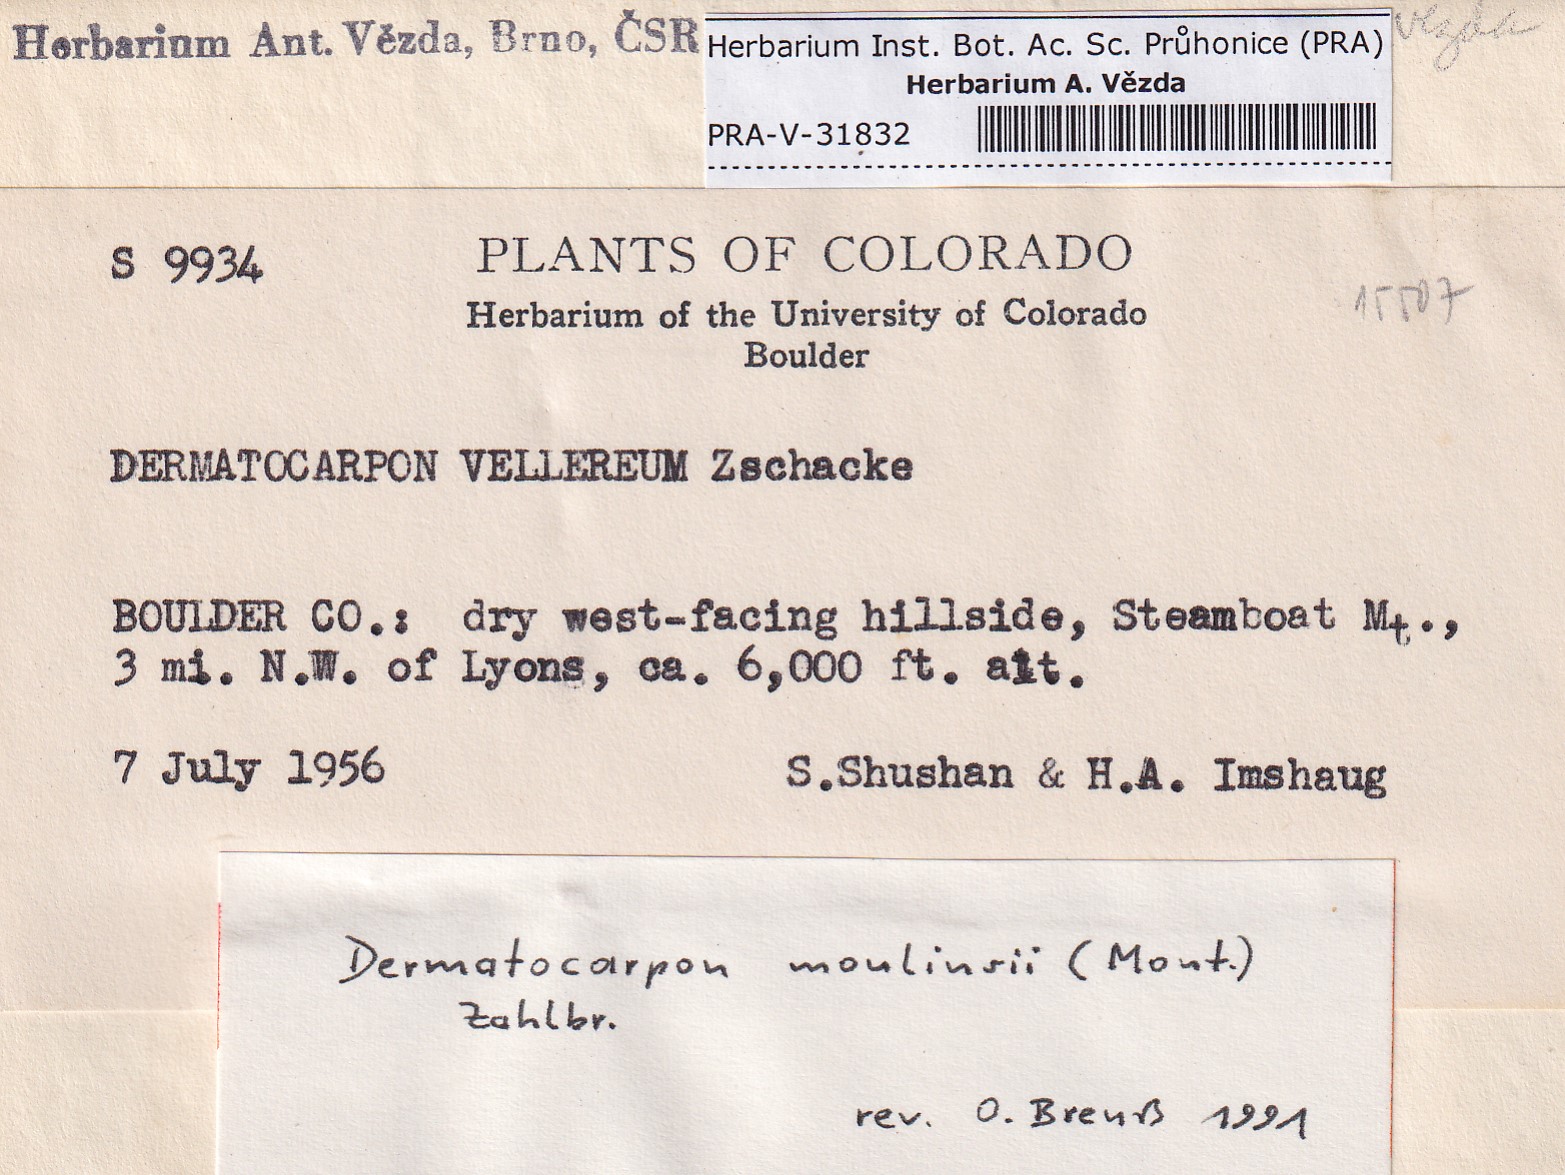 Herbarium Ant. Vězda, Brno, ČSR
Vězda
Herbarium Inst. Bot. Ac. Sc. Průhonice (PRA)
Herbarium A. Vězda
PRA-V-31832
S 9934
PLANTS OF COLORADO
15507
Herbarium of the University of Colorado
Boulder
DERMATOCARPON VELLEREUM Zschacke
BOULDER CO.: dry west-facing hillside, Steamboat Mt.,
3 mi. N.W. of Lyons, ca. 6,000 ft. alt.
7 July 1956
S.Shushan & H.A. Imshaug
Dermatocarpon moulinsii (Mont.)
Zahlbr.
rev. O. Breuß 1991